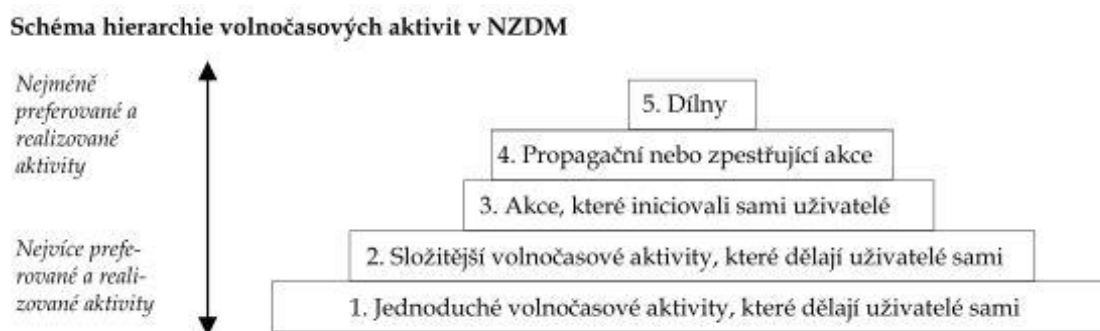 Schéma hierarchie volnočasových aktivit v NZDM
Nejméně
preferované a
realizované
aktivity
5. Dílny
4. Propagační nebo zpestřující akce
3. Akce, které iniciovali sami uživatelé
Nejvíce prefe-
rované a reali-
zované aktivity
2. Složitější volnočasové aktivity, které dělají uživatelé sami
1. Jednoduché volnočasové aktivity, které dělají uživatelé sami